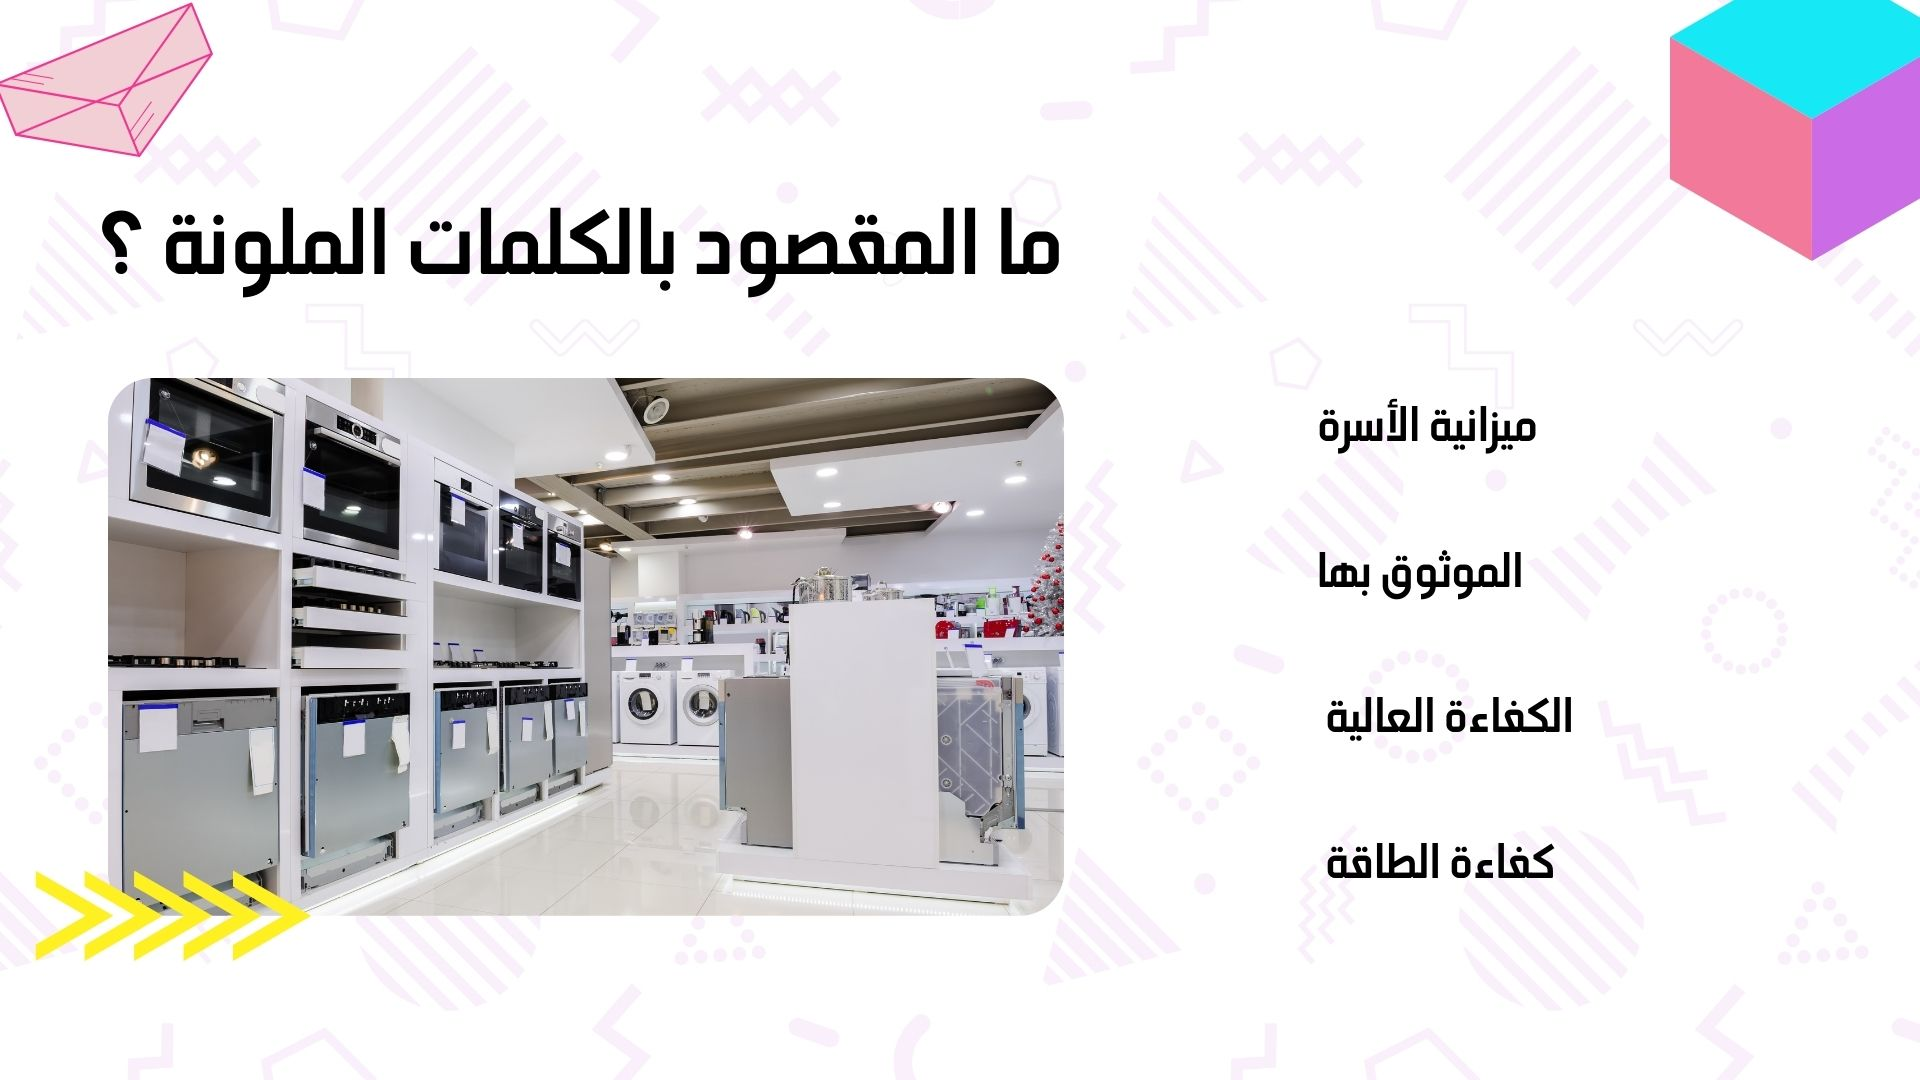 ما المقصود بالكلمات الملونة ؟
ميزانية الأسرة
الموثوق بها
الكفاءة العالية
كفاءة الطاقة